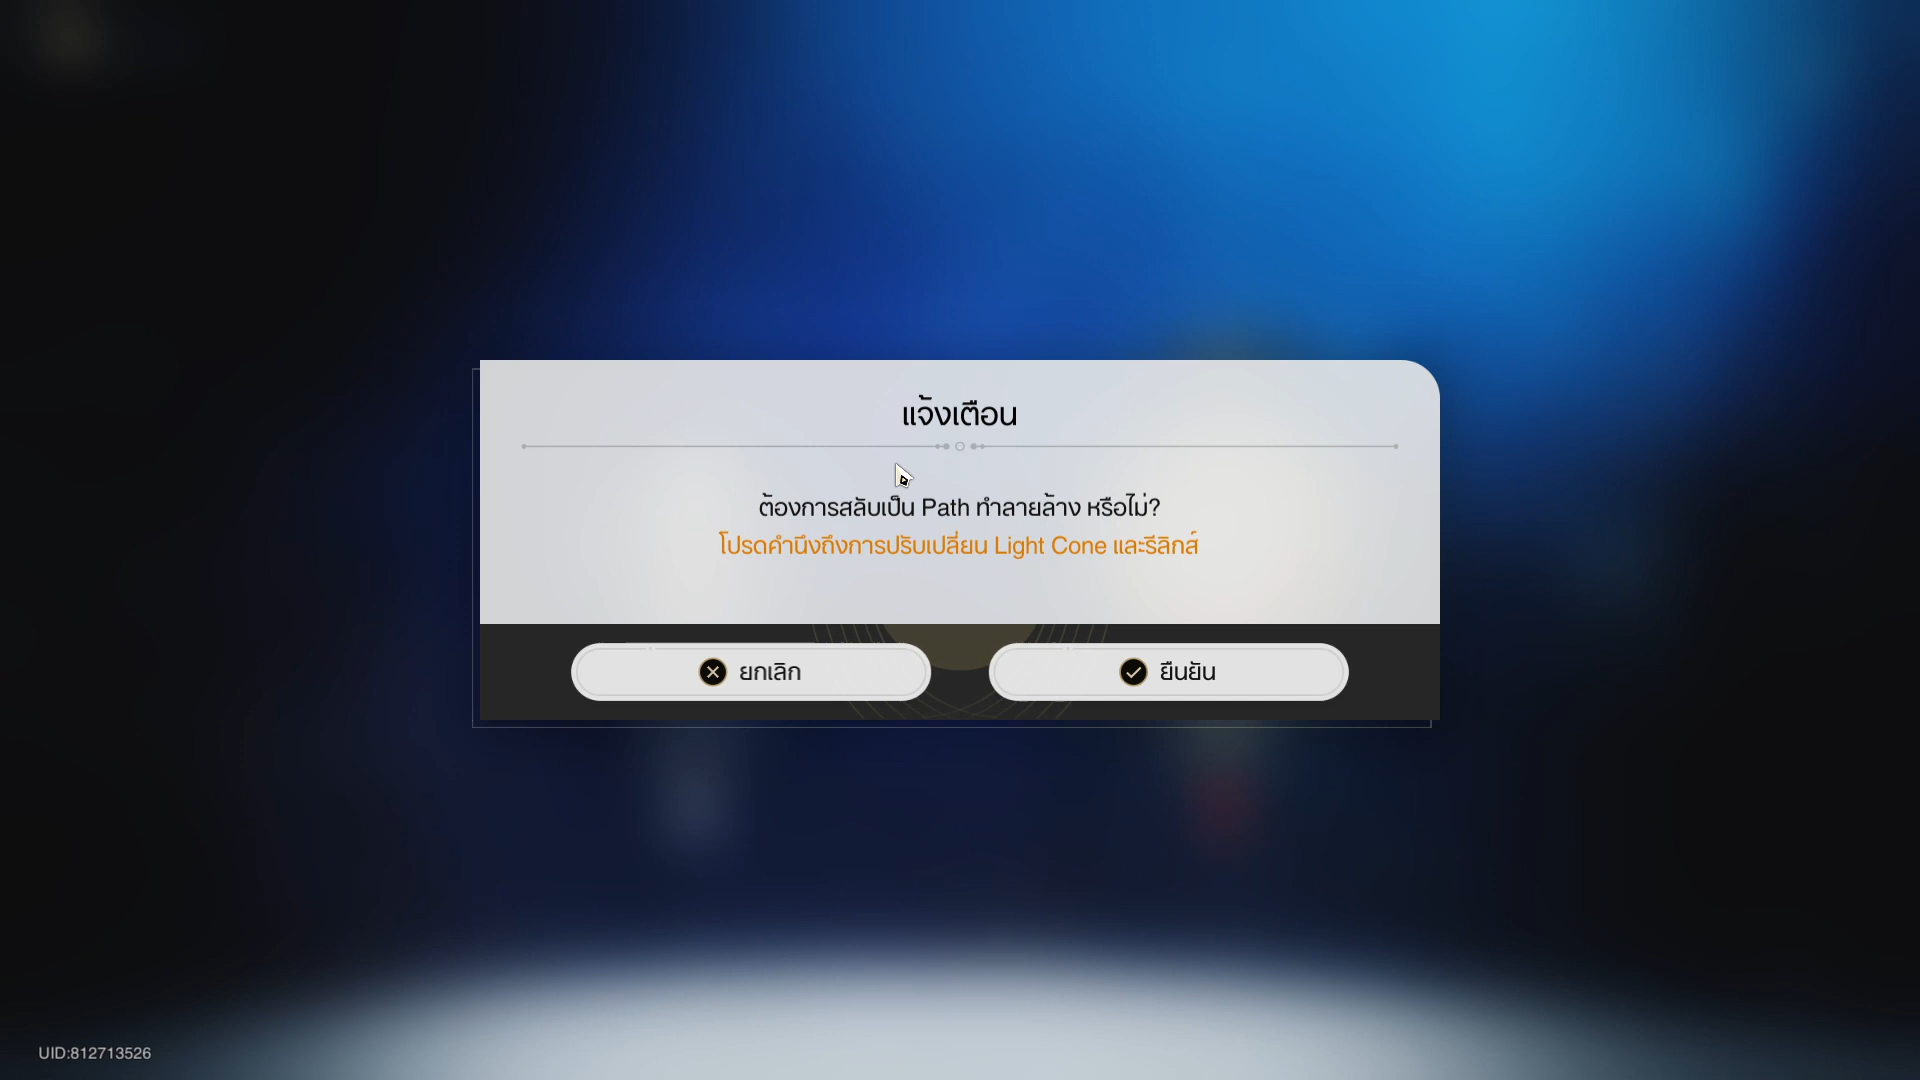 แจ้งเตือน
ต้องการสลับเป็น Path ทำลายล้าง หรือไม่?
โปรดคำนึงถึงการปรับเปลี่ยน Light Cone และรีลิกส์
ยกเลิก
ยืนยัน
UID:812713526